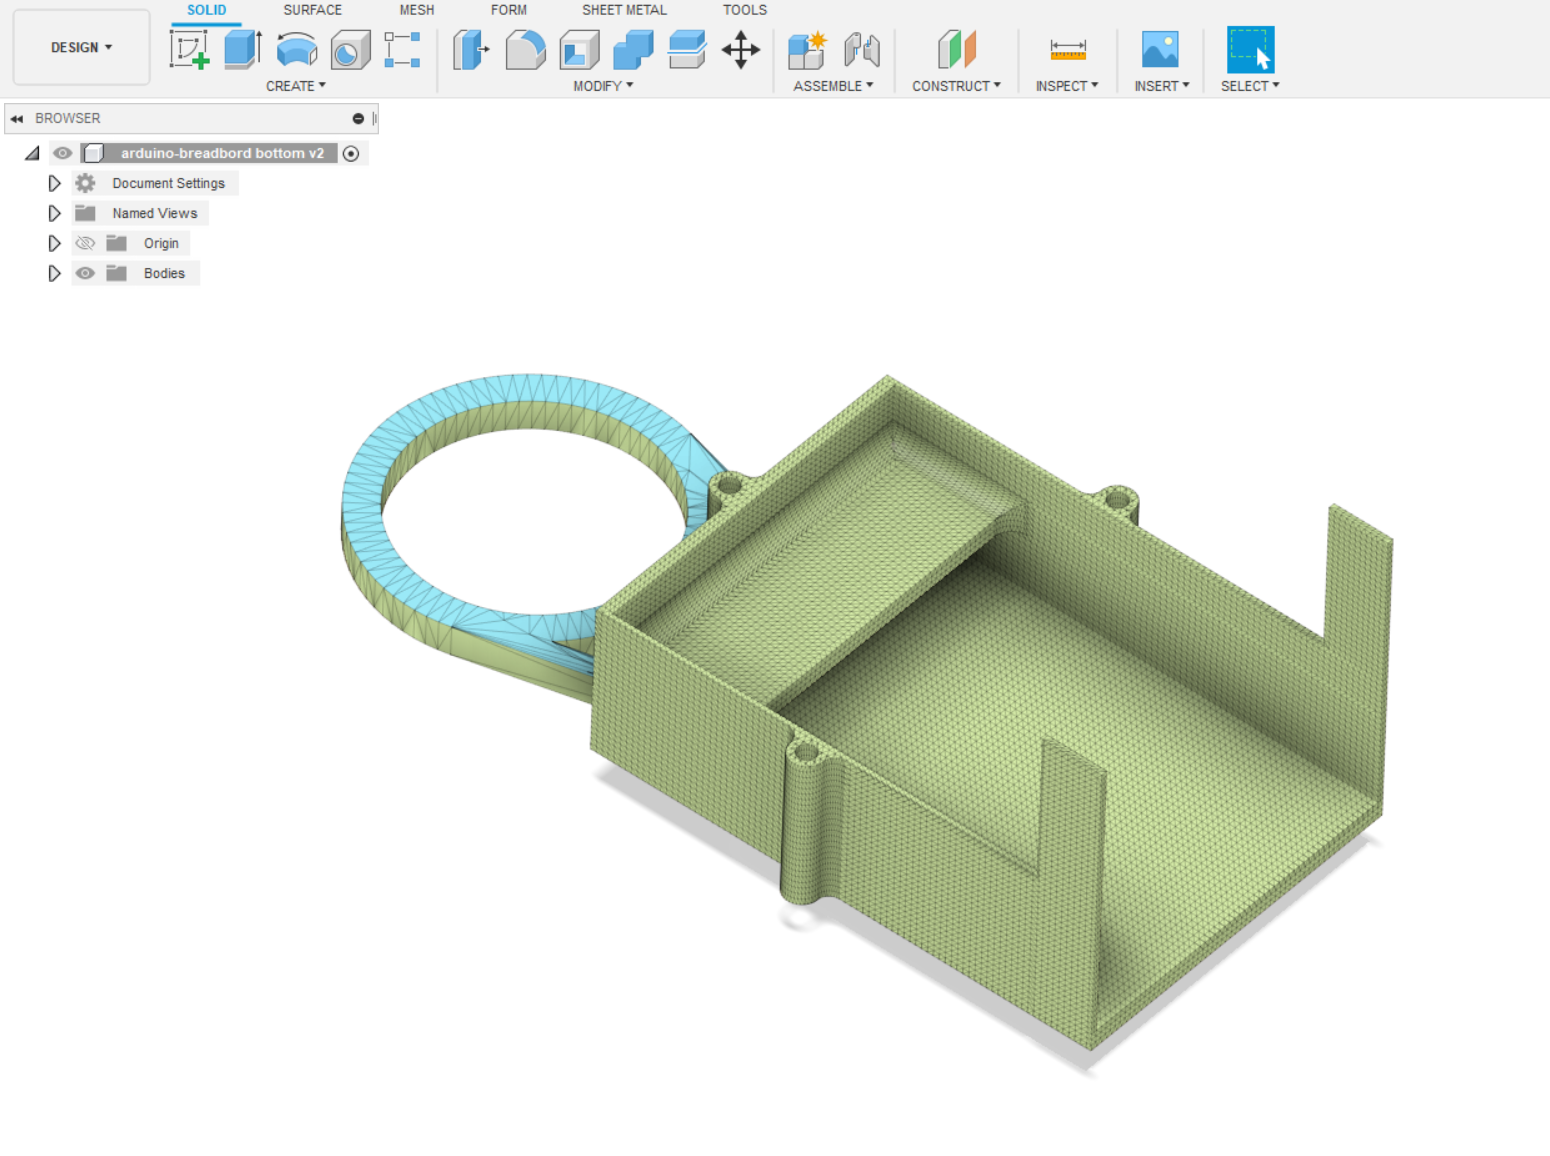 SOLID SURFACE MESH FORM SHEET METAL TOOLS
DESIGN
CREATE MODIFY ASSEMBLE CONSTRUCT INSPECT INSERT SELECT
BROWSER
arduino-breadbord bottom v2
Document Settings
Named Views
Origin
Bodies